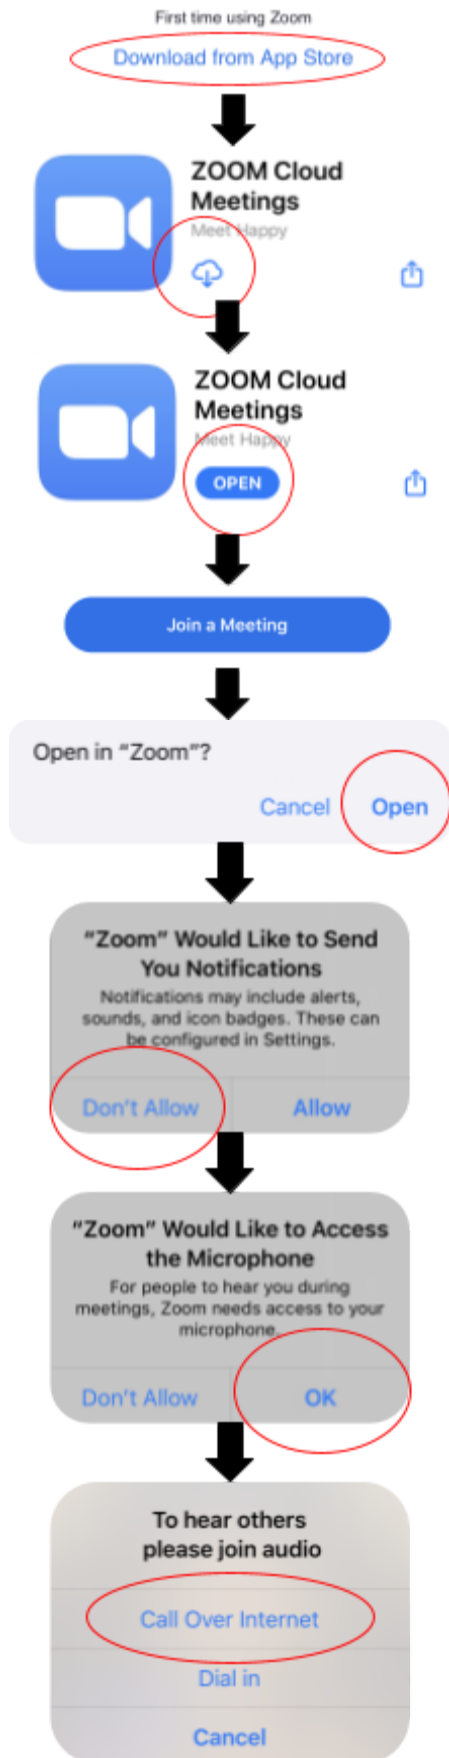 First time using Zoom
Download from App Store
ZOOM Cloud
Meetings
Meet Happy
ZOOM Cloud
Meetings
Meet Happy
OPEN
Join a Meeting
Open in “Zoom”?
Cancel Open
“Zoom” Would Like to Send
You Notifications
Notifications may include alerts,
sounds, and icon badges. These can
be configured in Settings.
Don't Allow Allow
“Zoom” Would Like to Access
the Microphone
For people to hear you during
meetings, Zoom needs access to your
microphone.
Don't Allow OK
To hear others
please join audio
Call Over Internet
Dial in
Cancel